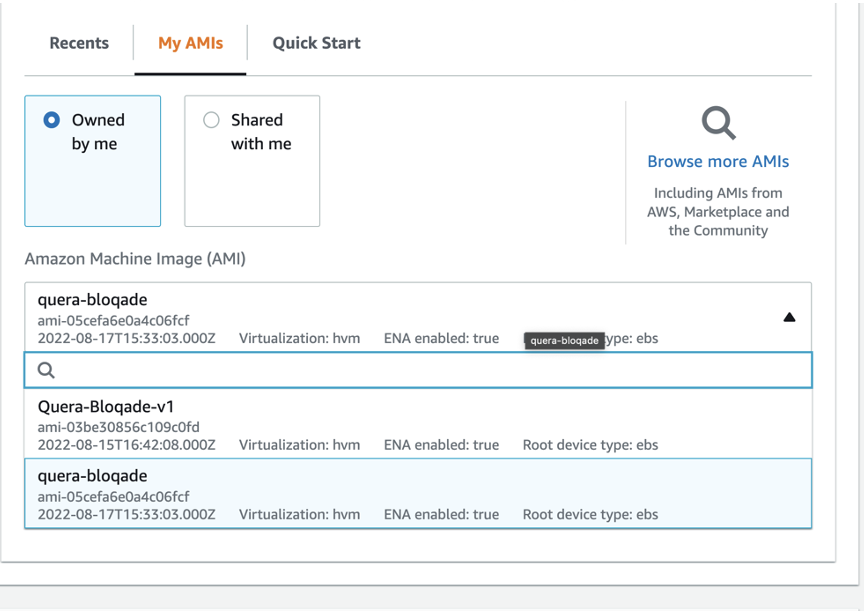 Recents My AMIs Quick Start
Owned
by me
Shared
with me
Browse more AMIs
Including AMIs from
AWS, Marketplace and
the Community
Amazon Machine Image (AMI)
quera-bloqade
ami-05cefa6e0a4c06fcf
2022-08-17T15:33:03.000Z Virtualization: hvm ENA enabled: true ype: ebs
quera-bloqade
Quera-Bloqade-v1
ami-03be30856c109c0fd
2022-08-15T16:42:08.000Z Virtualization: hvm ENA enabled: true Root device type: ebs
quera-bloqade
ami-05cefa6e0a4c06fcf
2022-08-17T15:33:03.000Z Virtualization: hvm ENA enabled: true Root device type: ebs